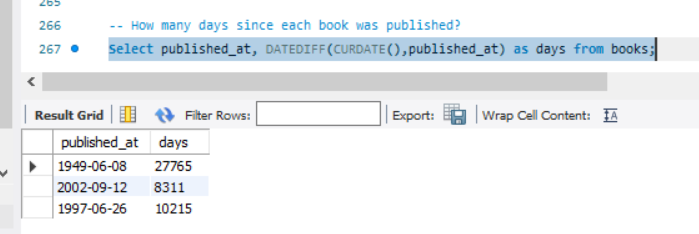 265
266 -- How many days since each book was published?
267 Select published_at, DATEDIFF(CURDATE(),published_at) as days from books;
Result Grid Filter Rows: Export: Wrap Cell Content:
published_at days
1949-06-08 27765
2002-09-12 8311
1997-06-26 10215